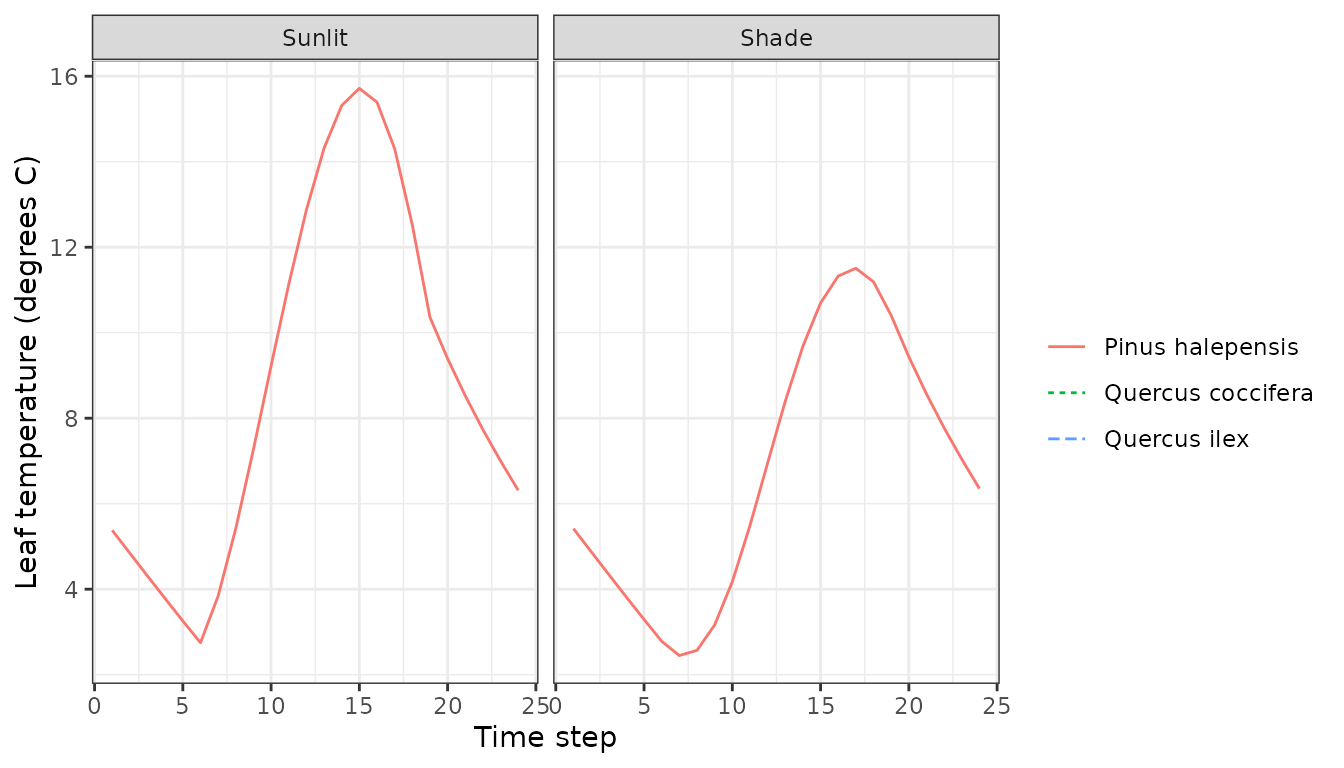 Sunlit Shade
16
12
8
4
Leaf temperature (degrees C)
0 5 10 15 20 25 0 5 10 15 20 25
Time step
Pinus halepensis
Quercus coccifera
Quercus ilex